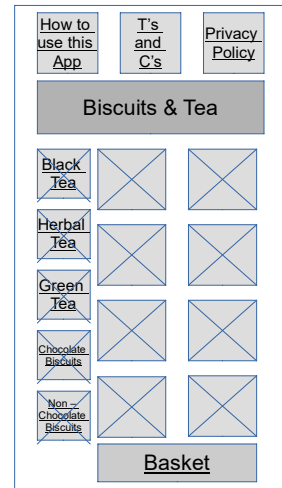 How to
use this
App
T's
and
C's
Privacy
Policy
Biscuits & Tea
Black
Tea
Herbal
Tea
Green
Tea
Chocolate
Biscuits
Non –
Chocolate
Biscuits
Basket